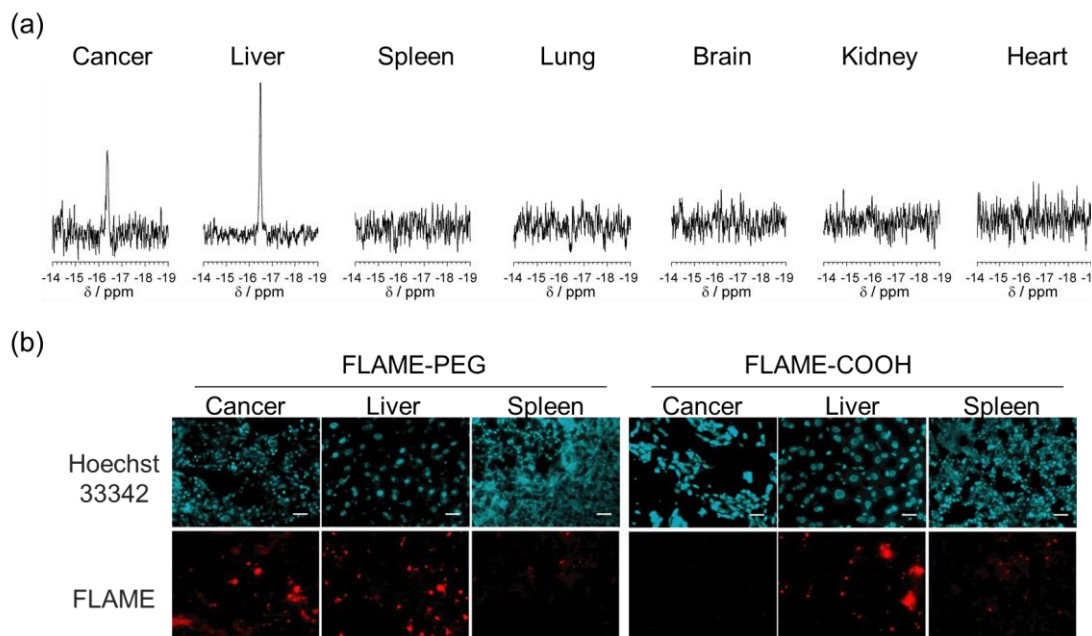 (a)
Cancer Liver Spleen Lung Brain Kidney Heart
-14 -15 -16 -17 -18 -19 -14 -15 -16 -17 -18 -19 -14 -15 -16 -17 -18 -19 -14 -15 -16 -17 -18 -19 -14 -15 -16 -17 -18 -19 -14 -15 -16 -17 -18 -19 -14 -15 -16 -17 -18
δ / ppm δ / ppm δ / ppm δ / ppm δ / ppm δ / ppm δ / ppm
(b)
FLAME-PEG FLAME-COOH
Cancer Liver Spleen Cancer Liver Spleen
Hoechst
33342
FLAME